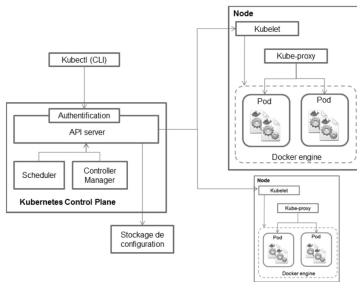 Kubectl (CLI)
Authentification
API server
Scheduler
Controller
Manager
Kubernetes Control Plane
Stockage de
configuration
Node
Kubelet
Kube-proxy
Pod
Pod
Docker engine
Node
Kubelet
Kube-proxy
Pod
Pod
Docker engine